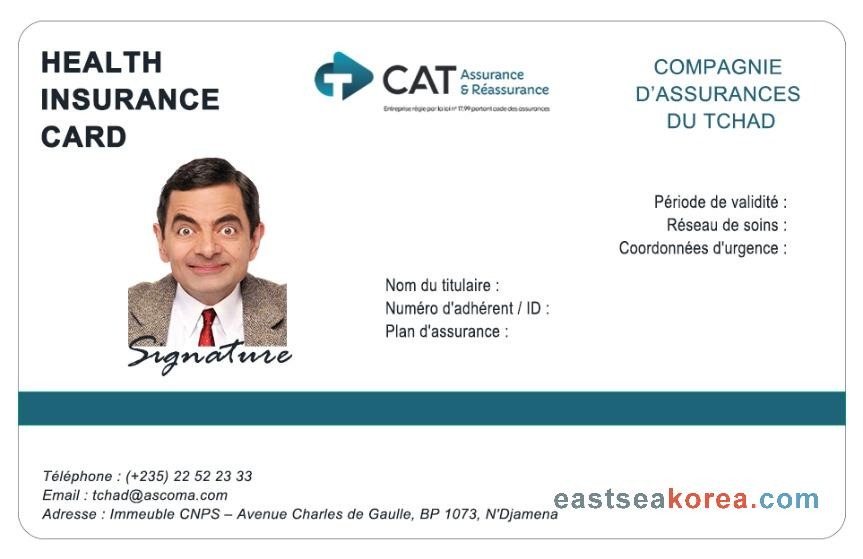 HEALTH
INSURANCE
CARD
CAT Assurance
& Réassurance
Entreprise régie par la loi n° 17.99 portant code des assurances
COMPAGNIE
D'ASSURANCES
DU TCHAD
Période de validité :
Réseau de soins :
Coordonnées d'urgence :
Nom du titulaire :
Numéro d'adhérent / ID :
Plan d'assurance :
Signature
Téléphone : (+235) 22 52 23 33
Email : tchad@ascoma.com
Adresse : Immeuble CNPS – Avenue Charles de Gaulle, BP 1073, N'Djamena
eastseakorea.com